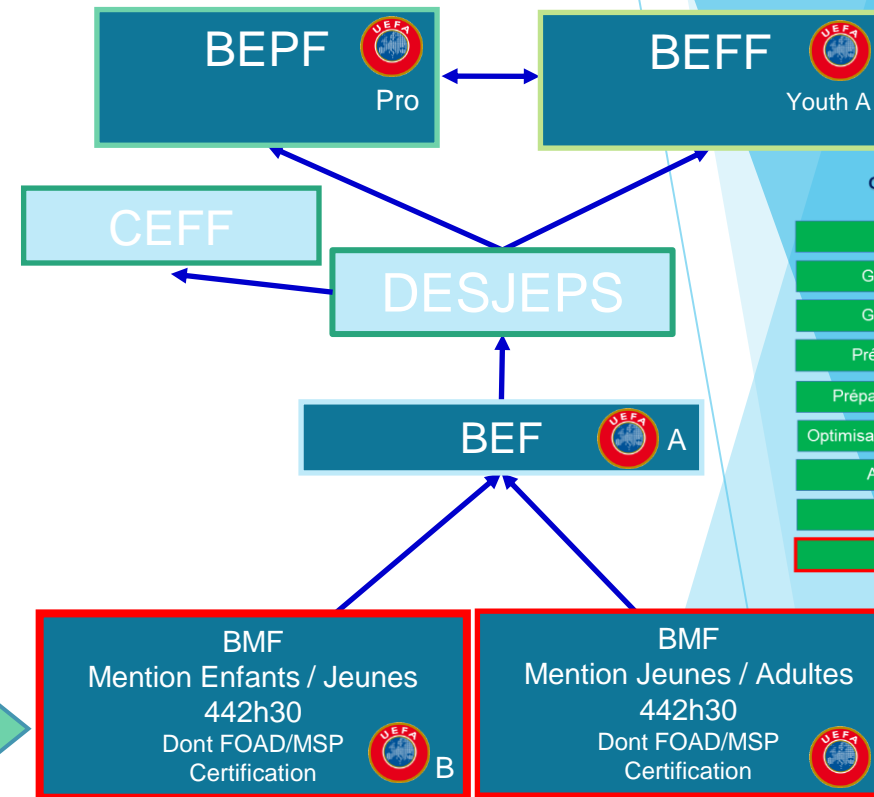 BEPF
UEFA
Pro
BEFF
UEFA
Youth A
CEFF
DESJEPS
BEF
UEFA
A
BMF
Mention Enfants / Jeunes
442h30
Dont FOAD/MSP
Certification
UEFA
B
BMF
Mention Jeunes / Adultes
442h30
Dont FOAD/MSP
Certification
UEFA